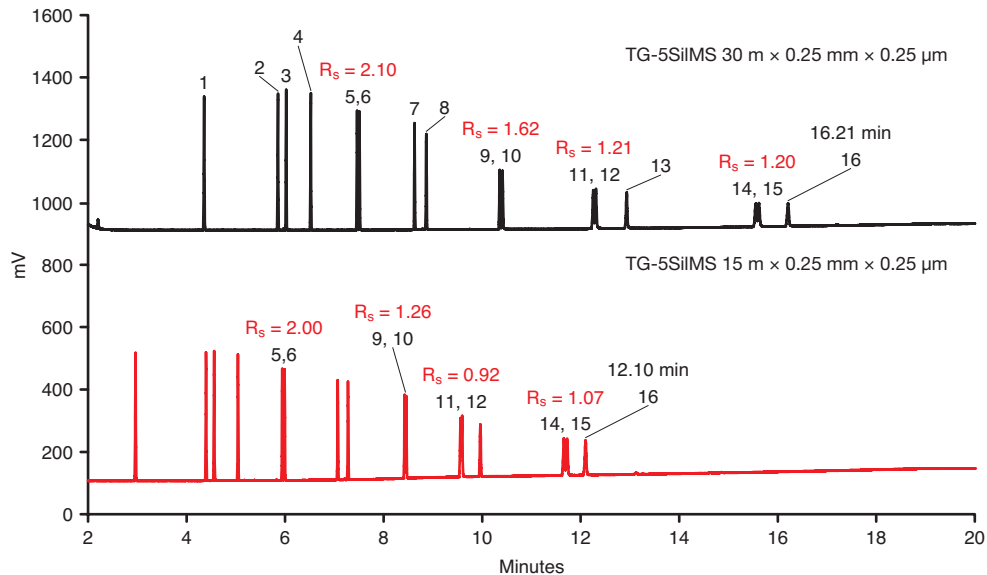 1600
1400
1200
1000
800
600
400
200
0
mV
TG-5SilMS 30 m × 0.25 mm × 0.25 µm
1
2
3
4
Rs = 2.10
5,6
7
8
Rs = 1.62
9, 10
Rs = 1.21
11, 12
13
Rs = 1.20
14, 15
16.21 min
16
TG-5SilMS 15 m × 0.25 mm × 0.25 µm
Rs = 2.00
5,6
Rs = 1.26
9, 10
Rs = 0.92
11, 12
Rs = 1.07
14, 15
12.10 min
16
2 4 6 8 10 12 14 16 18 20
Minutes